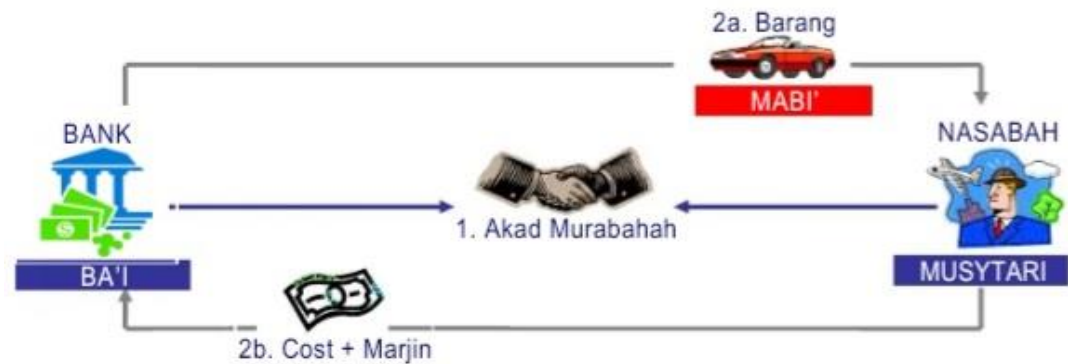 2a. Barang
MABI'
BANK
NASABAH
1. Akad Murabahah
BA'I
MUSYTARI
2b. Cost + Marjin